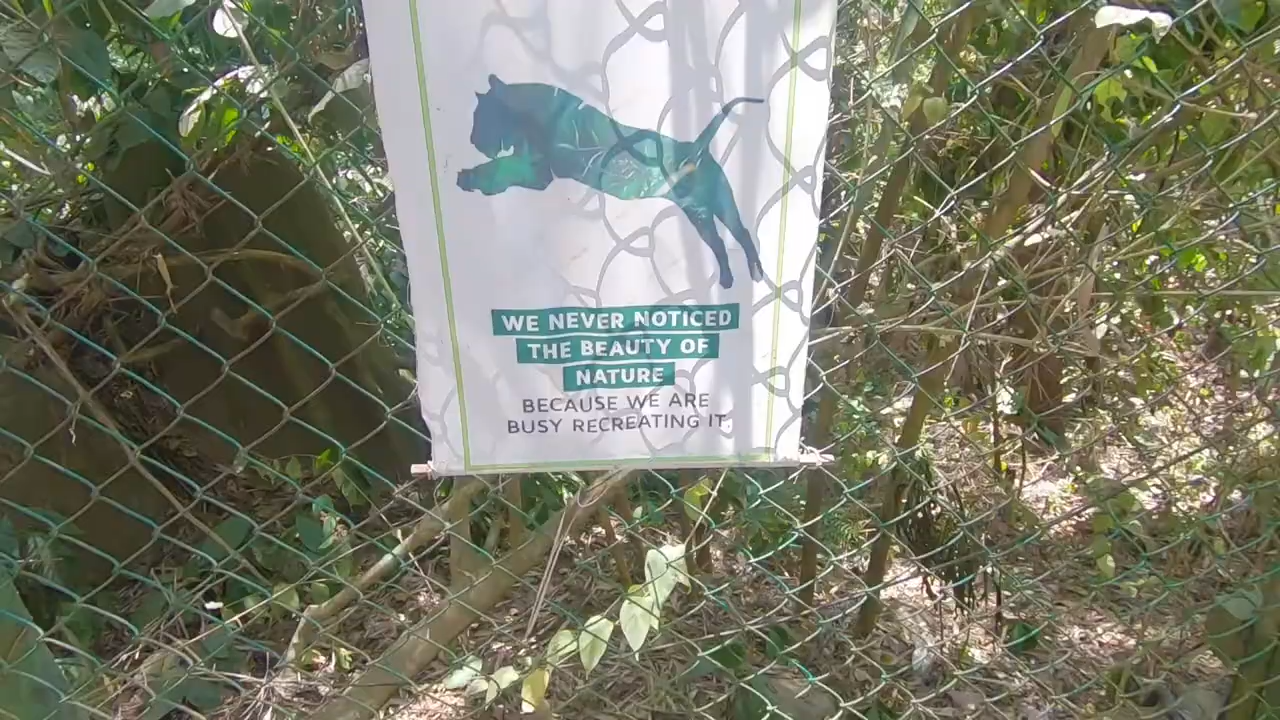 WE NEVER NOTICED
THE BEAUTY OF
NATURE
BECAUSE WE ARE
BUSY RECREATING IT.